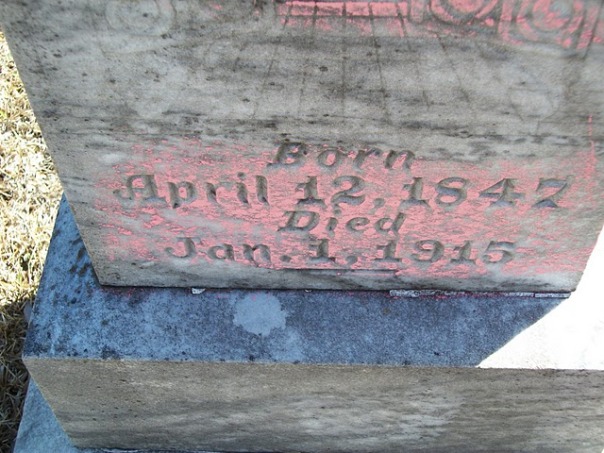 Born
April 12, 1847
Died
Jan. 1, 1915